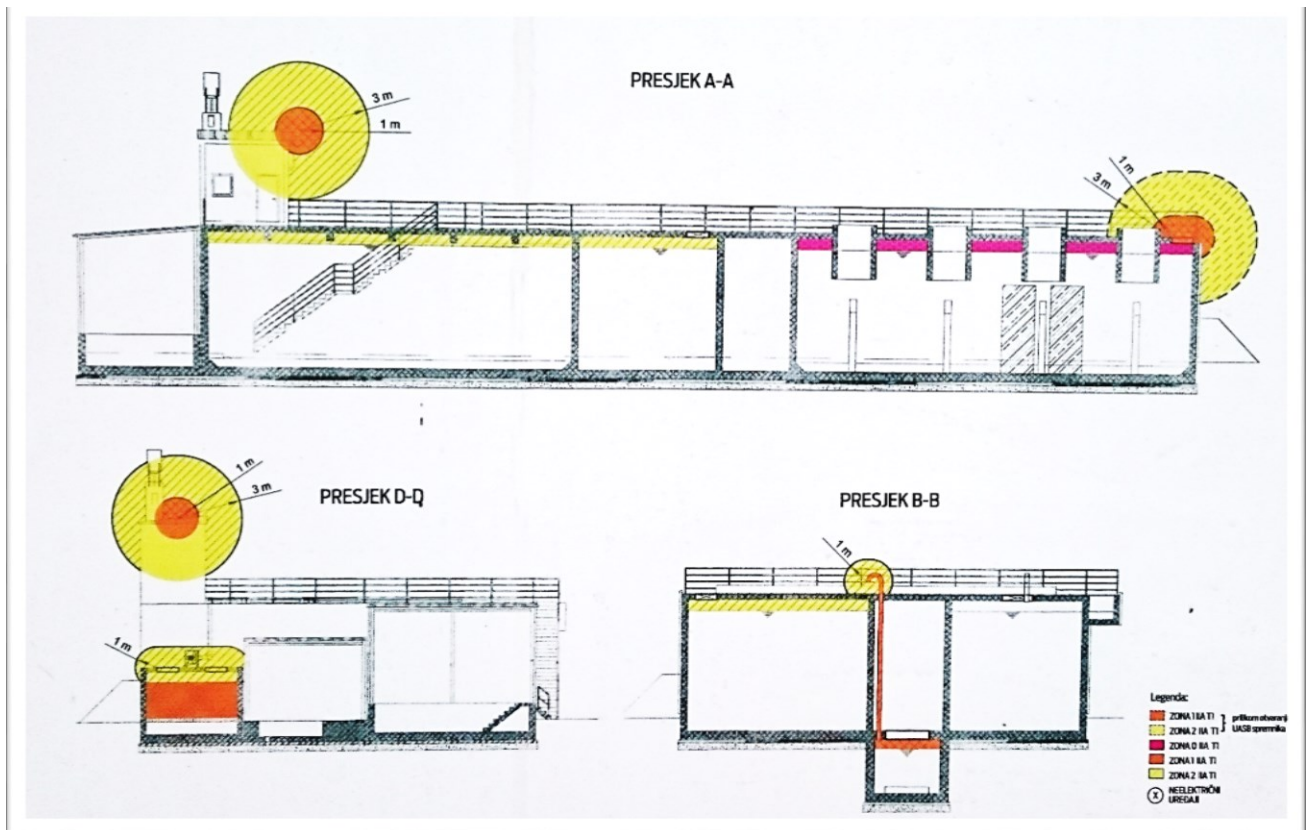 PRESJEK A-A
3 m
1 m
1 m
3 m
PRESJEK D-D
1 m
3 m
1 m
PRESJEK B-B
1 m
Legenda:
ZONA 1 IIA T1
ZONA 2 IIA T1
prilikom otvaranj
UASB spremnika
ZONA 0 IIA T1
ZONA 1 IIA T1
ZONA 2 IIA T1
X NEELEKTRIČNI
UREĐAJI